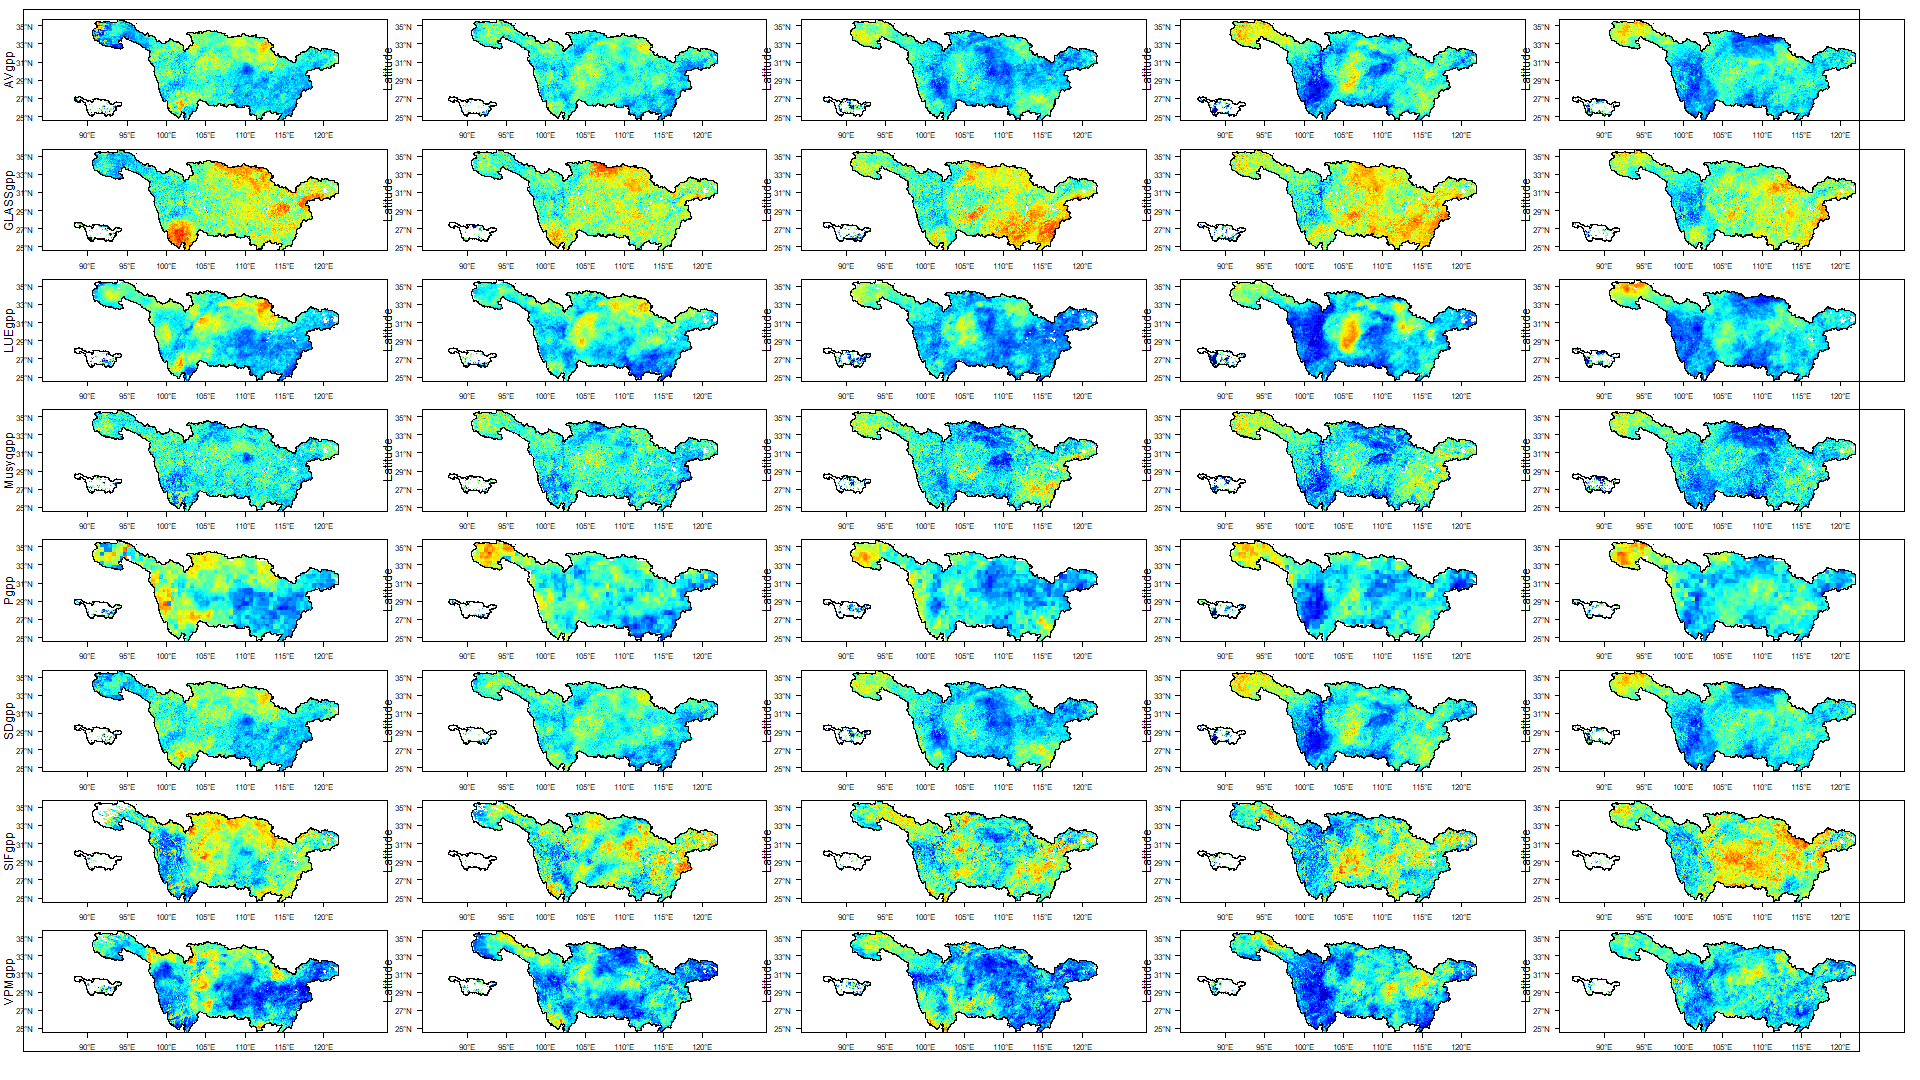 35°N 35°N 35°N 35°N 35°N
33°N 33°N 33°N 33°N 33°N
31°N 31°N 31°N 31°N 31°N
AVgpp Latitude Latitude Latitude Latitude
29°N 29°N 29°N 29°N 29°N
27°N 27°N 27°N 27°N 27°N
25°N 25°N 25°N 25°N 25°N
90°E 95°E 100°E 105°E 110°E 115°E 120°E 90°E 95°E 100°E 105°E 110°E 115°E 120°E 90°E 95°E 100°E 105°E 110°E 115°E 120°E 90°E 95°E 100°E 105°E 110°E 115°E 120°E 90°E 95°E 100°E 105°E 110°E 115°E 120°E
35°N 35°N 35°N 35°N 35°N
33°N 33°N 33°N 33°N 33°N
31°N 31°N 31°N 31°N 31°N
GLASSgpp Latitude Latitude Latitude Latitude
29°N 29°N 29°N 29°N 29°N
27°N 27°N 27°N 27°N 27°N
25°N 25°N 25°N 25°N 25°N
90°E 95°E 100°E 105°E 110°E 115°E 120°E 90°E 95°E 100°E 105°E 110°E 115°E 120°E 90°E 95°E 100°E 105°E 110°E 115°E 120°E 90°E 95°E 100°E 105°E 110°E 115°E 120°E 90°E 95°E 100°E 105°E 110°E 115°E 120°E
35°N 35°N 35°N 35°N 35°N
33°N 33°N 33°N 33°N 33°N
31°N 31°N 31°N 31°N 31°N
LUEgpp Latitude Latitude Latitude Latitude
29°N 29°N 29°N 29°N 29°N
27°N 27°N 27°N 27°N 27°N
25°N 25°N 25°N 25°N 25°N
90°E 95°E 100°E 105°E 110°E 115°E 120°E 90°E 95°E 100°E 105°E 110°E 115°E 120°E 90°E 95°E 100°E 105°E 110°E 115°E 120°E 90°E 95°E 100°E 105°E 110°E 115°E 120°E 90°E 95°E 100°E 105°E 110°E 115°E 120°E
35°N 35°N 35°N 35°N 35°N
33°N 33°N 33°N 33°N 33°N
31°N 31°N 31°N 31°N 31°N
Musyqgpp Latitude Latitude Latitude Latitude
29°N 29°N 29°N 29°N 29°N
27°N 27°N 27°N 27°N 27°N
25°N 25°N 25°N 25°N 25°N
90°E 95°E 100°E 105°E 110°E 115°E 120°E 90°E 95°E 100°E 105°E 110°E 115°E 120°E 90°E 95°E 100°E 105°E 110°E 115°E 120°E 90°E 95°E 100°E 105°E 110°E 115°E 120°E 90°E 95°E 100°E 105°E 110°E 115°E 120°E
35°N 35°N 35°N 35°N 35°N
33°N 33°N 33°N 33°N 33°N
31°N 31°N 31°N 31°N 31°N
Pgpp Latitude Latitude Latitude Latitude
29°N 29°N 29°N 29°N 29°N
27°N 27°N 27°N 27°N 27°N
25°N 25°N 25°N 25°N 25°N
90°E 95°E 100°E 105°E 110°E 115°E 120°E 90°E 95°E 100°E 105°E 110°E 115°E 120°E 90°E 95°E 100°E 105°E 110°E 115°E 120°E 90°E 95°E 100°E 105°E 110°E 115°E 120°E 90°E 95°E 100°E 105°E 110°E 115°E 120°E
35°N 35°N 35°N 35°N 35°N
33°N 33°N 33°N 33°N 33°N
31°N 31°N 31°N 31°N 31°N
SDgpp Latitude Latitude Latitude Latitude
29°N 29°N 29°N 29°N 29°N
27°N 27°N 27°N 27°N 27°N
25°N 25°N 25°N 25°N 25°N
90°E 95°E 100°E 105°E 110°E 115°E 120°E 90°E 95°E 100°E 105°E 110°E 115°E 120°E 90°E 95°E 100°E 105°E 110°E 115°E 120°E 90°E 95°E 100°E 105°E 110°E 115°E 120°E 90°E 95°E 100°E 105°E 110°E 115°E 120°E
35°N 35°N 35°N 35°N 35°N
33°N 33°N 33°N 33°N 33°N
31°N 31°N 31°N 31°N 31°N
SIFgpp Latitude Latitude Latitude Latitude
29°N 29°N 29°N 29°N 29°N
27°N 27°N 27°N 27°N 27°N
25°N 25°N 25°N 25°N 25°N
90°E 95°E 100°E 105°E 110°E 115°E 120°E 90°E 95°E 100°E 105°E 110°E 115°E 120°E 90°E 95°E 100°E 105°E 110°E 115°E 120°E 90°E 95°E 100°E 105°E 110°E 115°E 120°E 90°E 95°E 100°E 105°E 110°E 115°E 120°E
35°N 35°N 35°N 35°N 35°N
33°N 33°N 33°N 33°N 33°N
31°N 31°N 31°N 31°N 31°N
VPMgpp Latitude Latitude Latitude Latitude
29°N 29°N 29°N 29°N 29°N
27°N 27°N 27°N 27°N 27°N
25°N 25°N 25°N 25°N 25°N
90°E 95°E 100°E 105°E 110°E 115°E 120°E 90°E 95°E 100°E 105°E 110°E 115°E 120°E 90°E 95°E 100°E 105°E 110°E 115°E 120°E 90°E 95°E 100°E 105°E 110°E 115°E 120°E 90°E 95°E 100°E 105°E 110°E 115°E 120°E